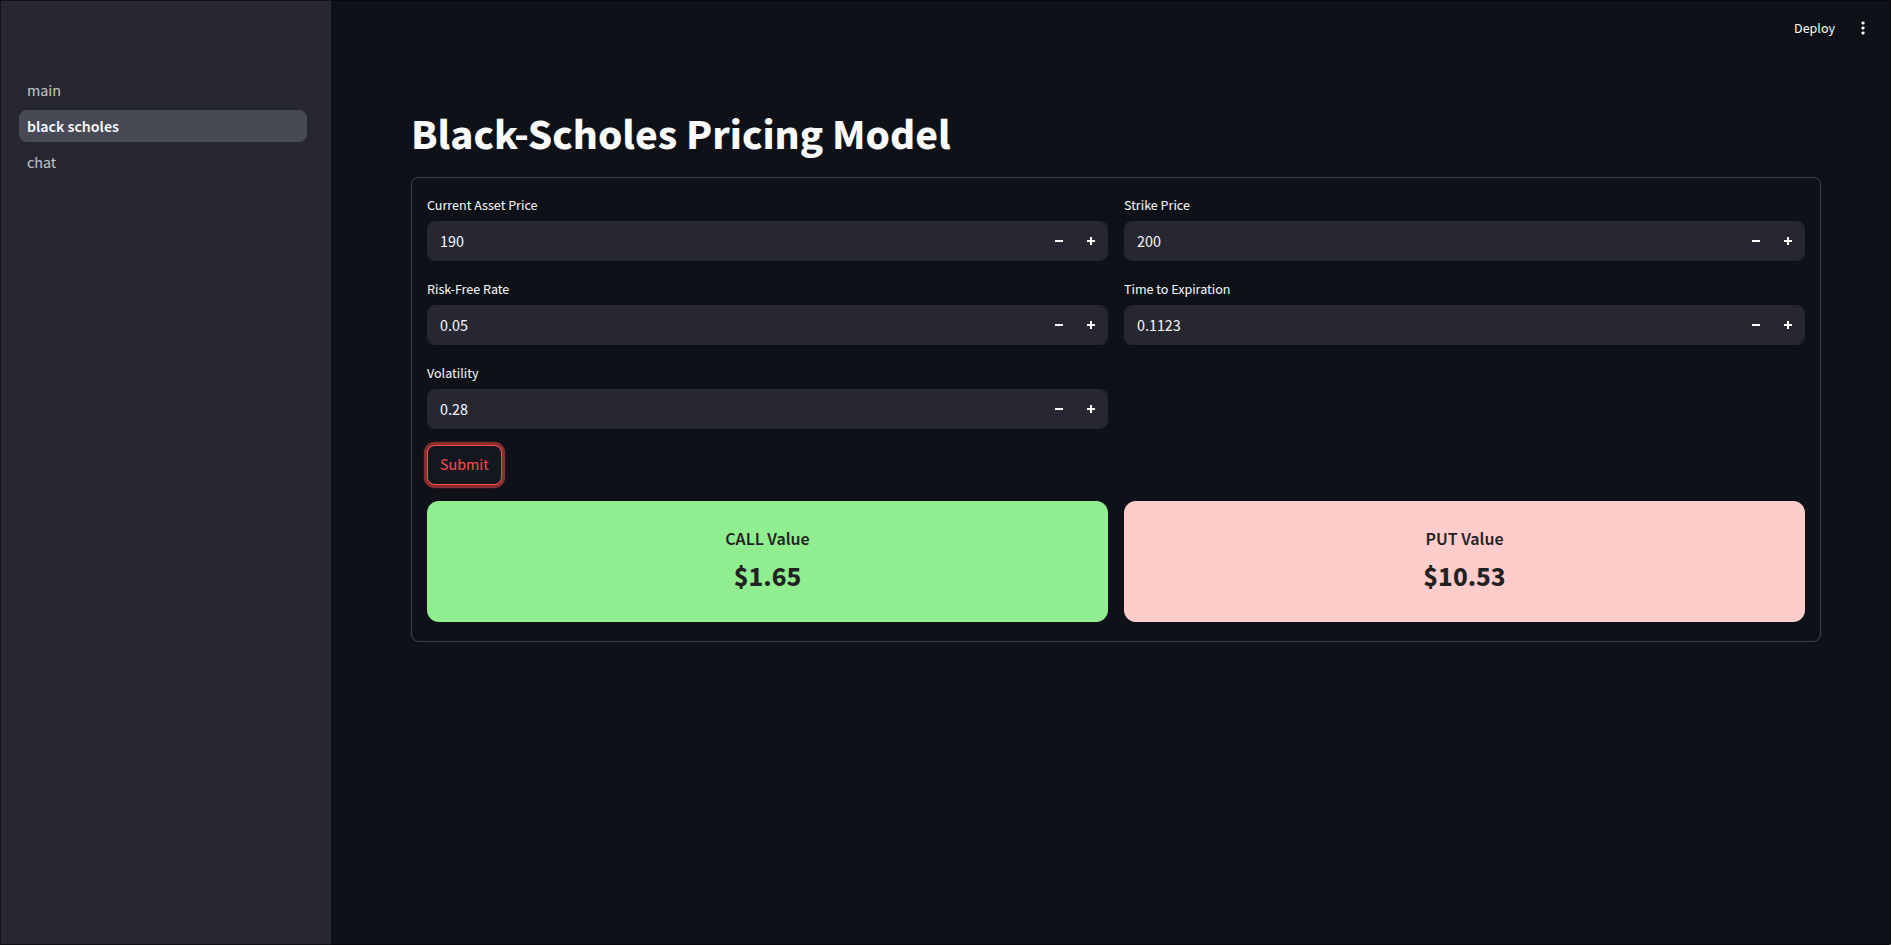 Deploy
main
black scholes
chat
Black-Scholes Pricing Model
Current Asset Price
Strike Price
190
200
Risk-Free Rate
Time to Expiration
0.05
0.1123
Volatility
0.28
Submit
CALL Value
$1.65
PUT Value
$10.53